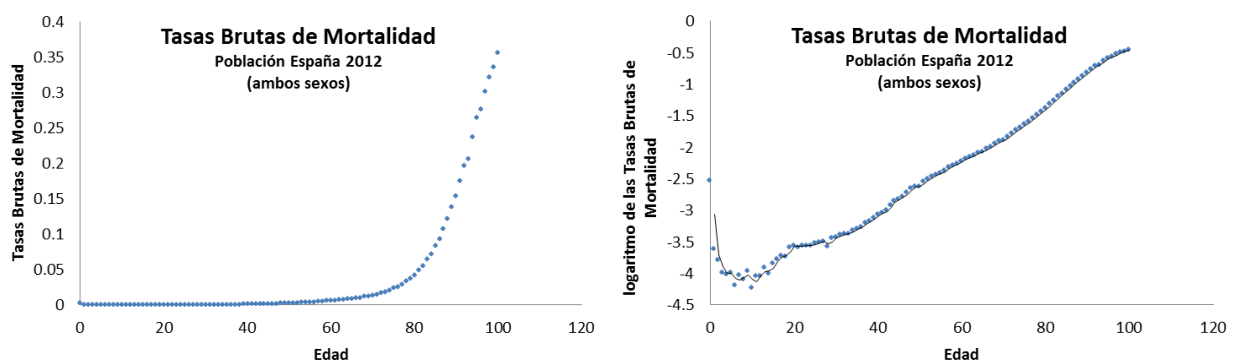 Tasas Brutas de Mortalidad
Población España 2012
(ambos sexos)
Tasas Brutas de Mortalidad
0.4
0.35
0.3
0.25
0.2
0.15
0.1
0.05
0
0 20 40 60 80 100 120
Edad
Tasas Brutas de Mortalidad
Población España 2012
(ambos sexos)
logaritmo de las Tasas Brutas de
Mortalidad
0
-0.5
-1
-1.5
-2
-2.5
-3
-3.5
-4
-4.5
0 20 40 60 80 100 120
Edad